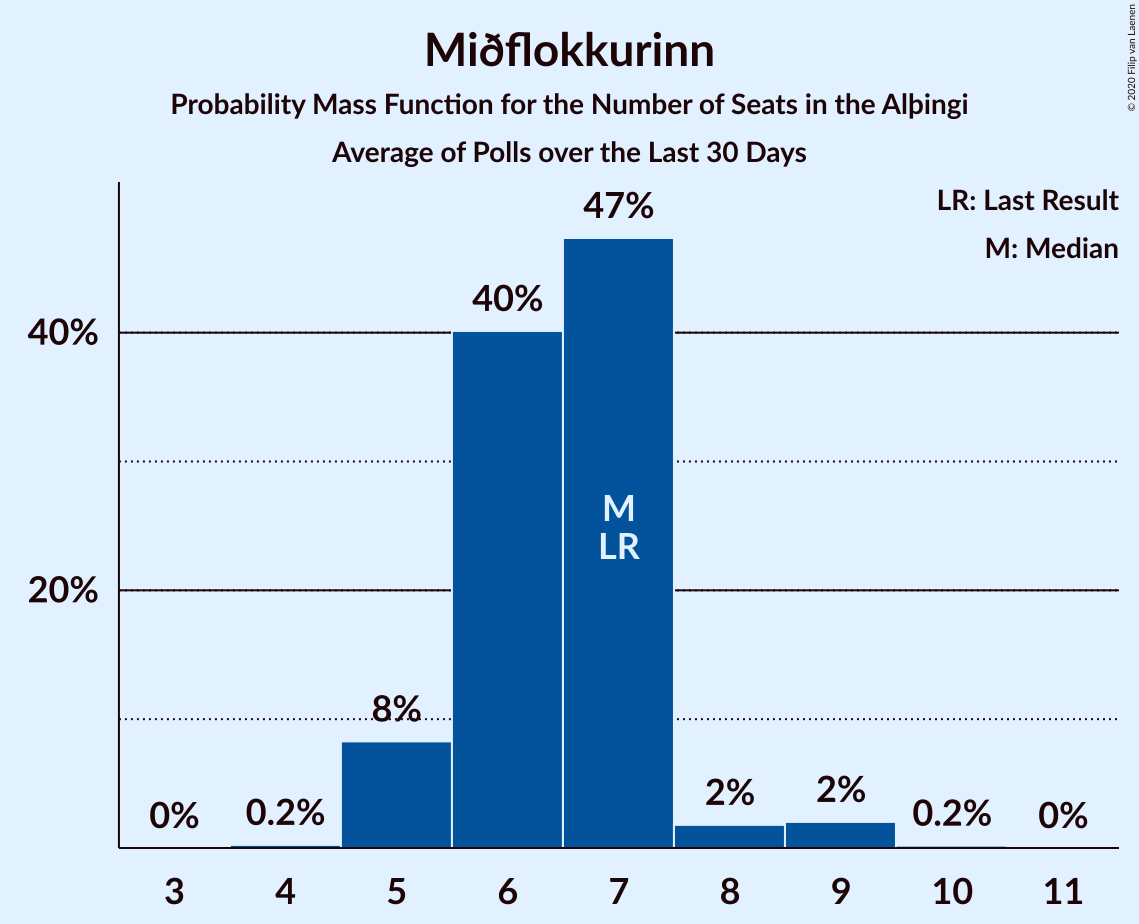 Miðflokkurinn
Probability Mass Function for the Number of Seats in the Alþingi
Average of Polls over the Last 30 Days
© 2020 Filip van Laenen
LR: Last Result
M: Median
47%
40%
40%
M
LR
20%
8%
0%
0.2%
2%
2%
0.2%
0%
3 4 5 6 7 8 9 10 11